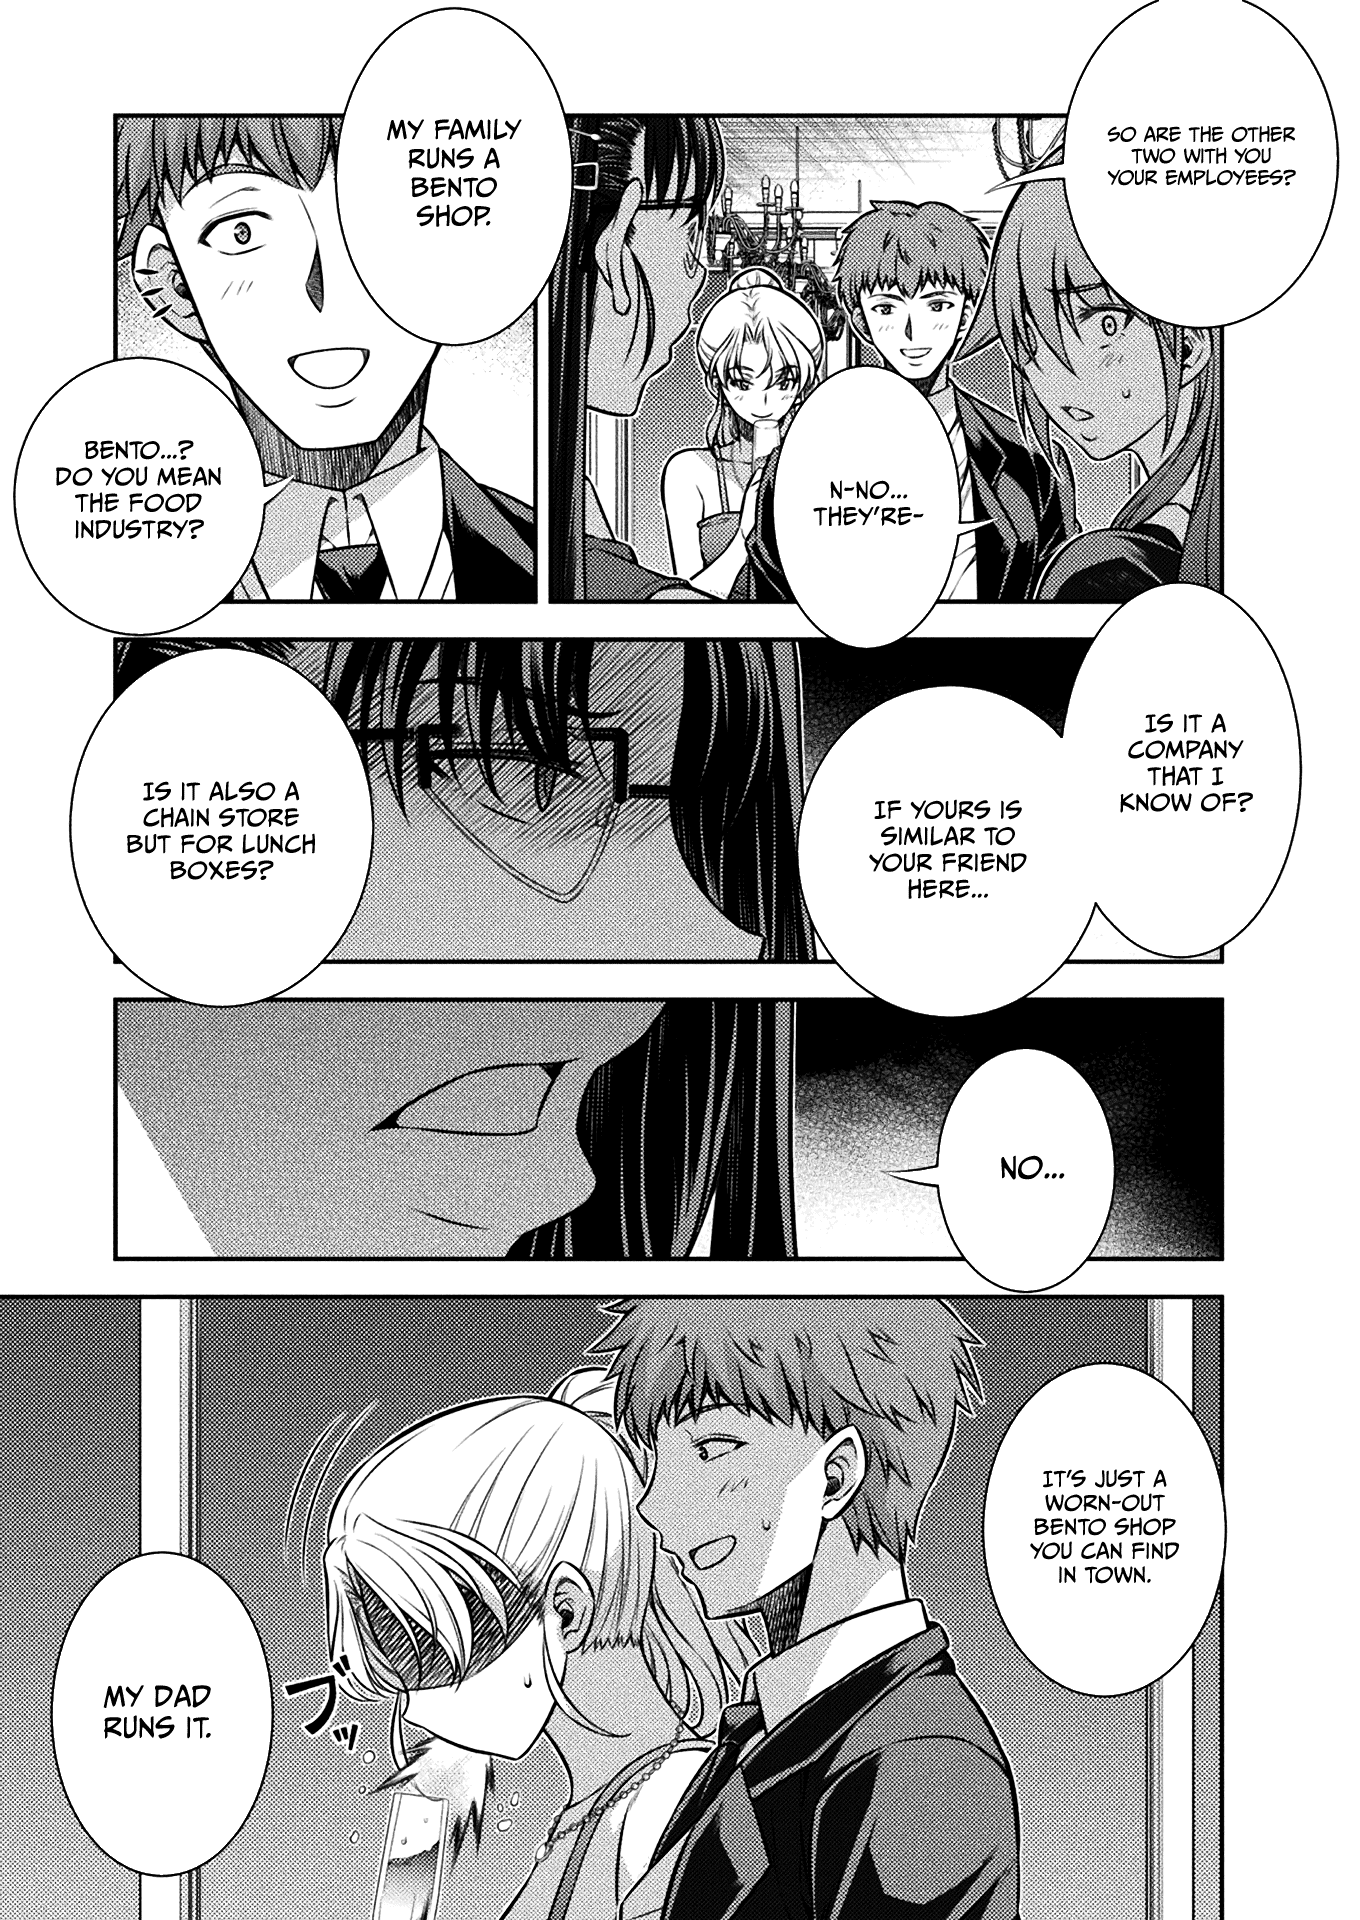 SO ARE THE OTHER
TWO WITH YOU
YOUR EMPLOYEES?
N-NO...
THEY'RE-
MY FAMILY
RUNS A
BENTO
SHOP.
BENTO...?
DO YOU MEAN
THE FOOD
INDUSTRY?
IS IT A
COMPANY
THAT I
KNOW OF?
IF YOURS IS
SIMILAR TO
YOUR FRIEND
HERE...
IS IT ALSO A
CHAIN STORE
BUT FOR LUNCH
BOXES?
NO...
IT'S JUST A
WORN-OUT
BENTO SHOP
YOU CAN FIND
IN TOWN.
ブッ
MY DAD
RUNS IT.